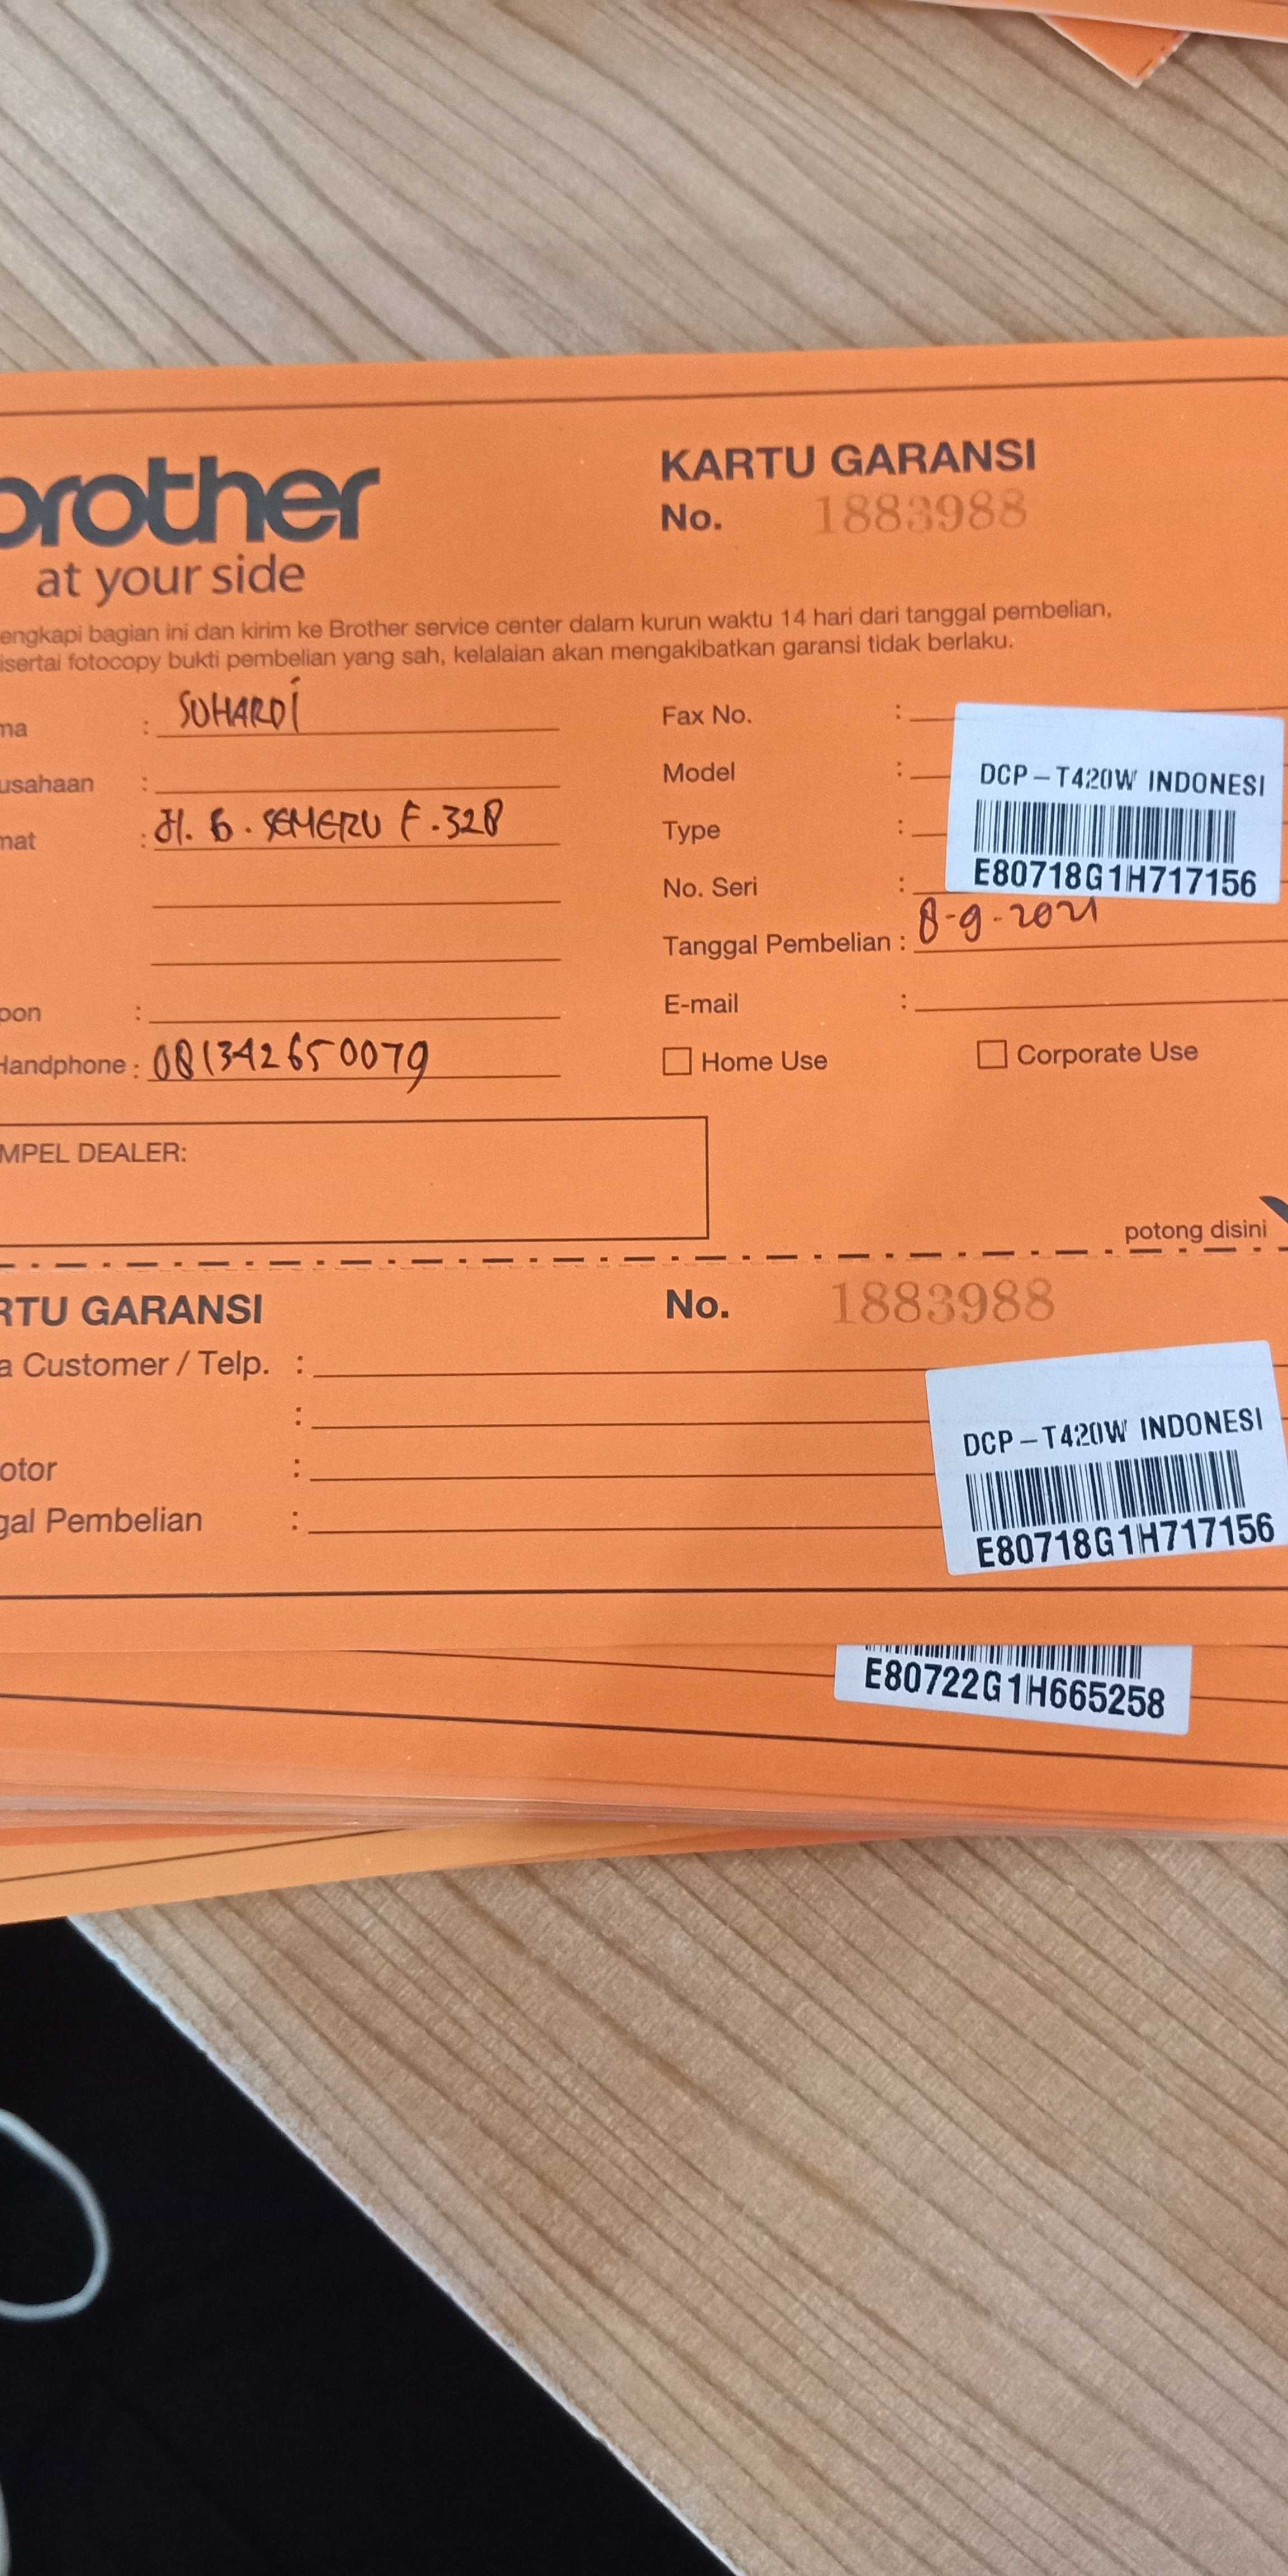 brother
at your side
KARTU GARANSI
No. 1883988
engkapi bagian ini dan kirim ke Brother service center dalam kurun waktu 14 hari dari tanggal pembelian,
isertai fotocopy bukti pembelian yang sah, kelalaian akan mengakibatkan garansi tidak berlaku.
ma : SUHARDI
usahaan :
mat : Jl. G. SEMERU F.328
pon :
Handphone : 081342650079
Fax No. :
Model :
Type :
No. Seri :
DCP-T420W INDONESI
E80718G1H717156
Tanggal Pembelian : 8-9-2021
E-mail :
Home Use
Corporate Use
MPEL DEALER:
potong disini
RTU GARANSI
No. 1883988
a Customer / Telp. :
:
otor :
gal Pembelian :
DCP-T420W INDONESI
E80718G1H717156
E80722G1H665258